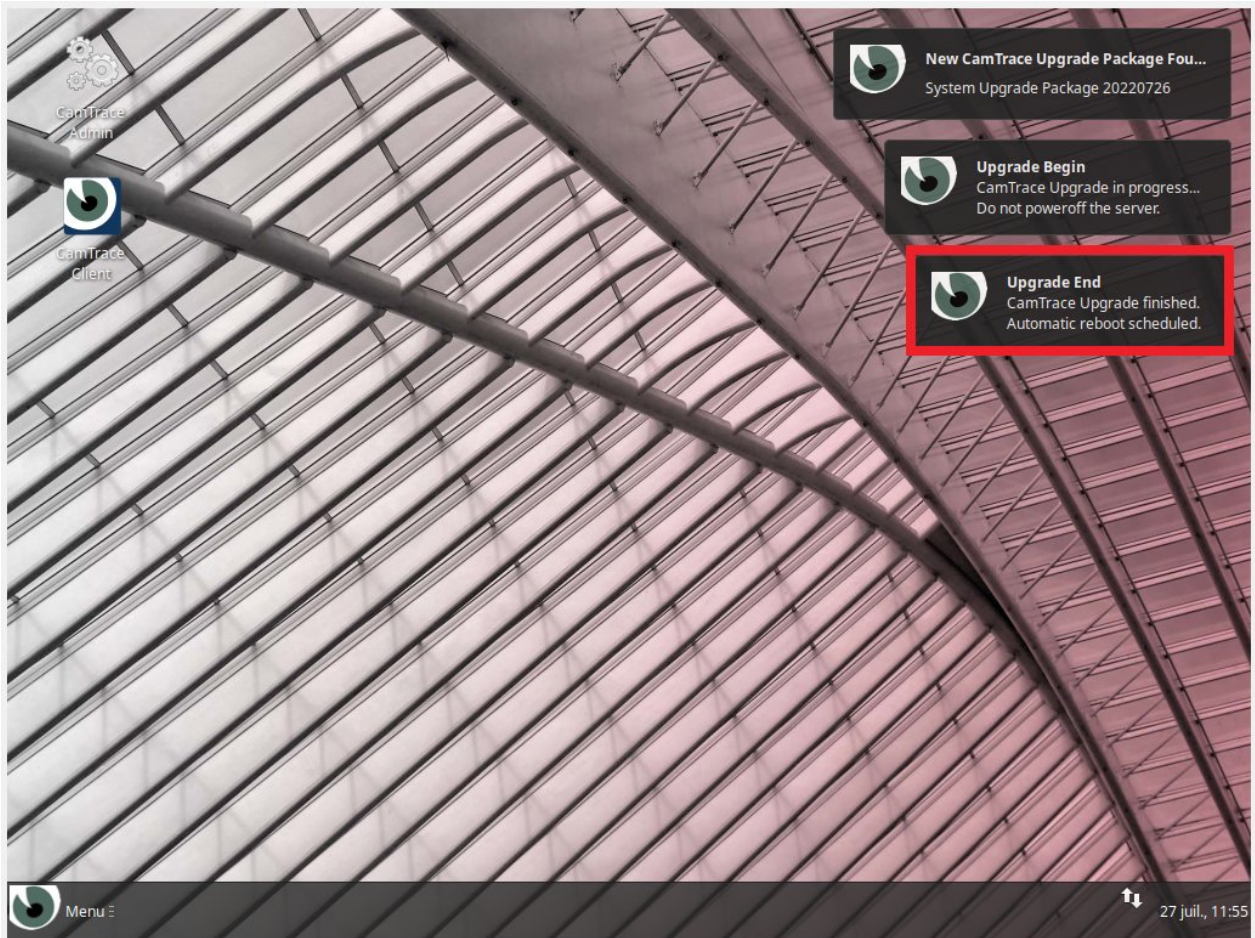 CamTrace
Admin
CamTrace
Client
New CamTrace Upgrade Package Fou...
System Upgrade Package 20220726
Upgrade Begin
CamTrace Upgrade in progress...
Do not poweroff the server.
Upgrade End
CamTrace Upgrade finished.
Automatic reboot scheduled.
Menu
27 juil., 11:55